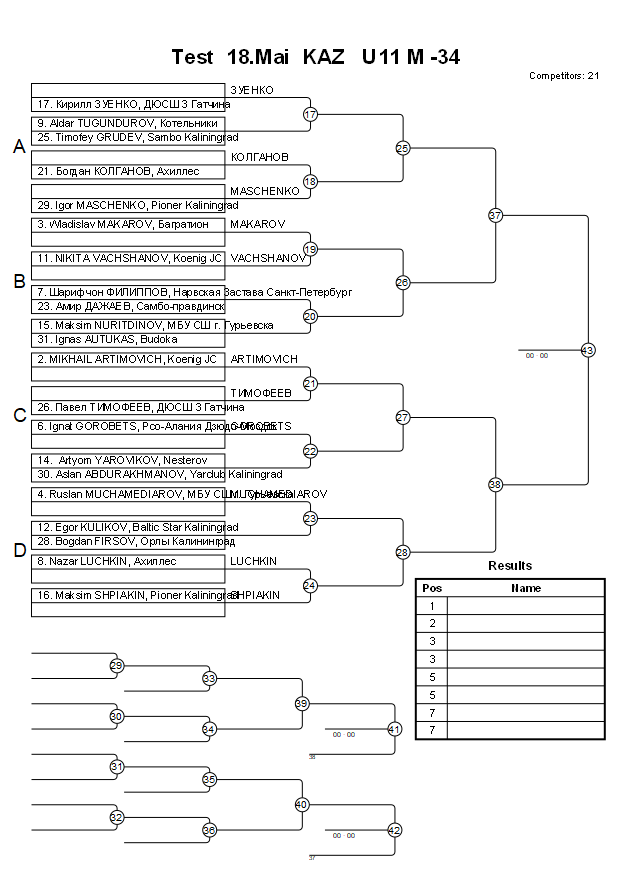 Test 18.Mai KAZ U11 M -34
Competitors: 21
ЗУЕНКО
17. Кирилл ЗУЕНКО, ДЮСШ 3 Гатчина
17
9. Aldar TUGUNDUROV, Котельники
25. Timofey GRUDEV, Sambo Kaliningrad
A
25
КОЛГАНОВ
21. Богдан КОЛГАНОВ, Ахиллес
18
MASCHENKO
29. Igor MASCHENKO, Pioner Kaliningrad
37
3. Vladislav MAKAROV, Багратион
MAKAROV
19
11. NIKITA VACHSHANOV, Koenig JC
VACHSHANOV
B
26
7. Шарифчон ФИЛИППОВ, Нарвская Застава Санкт-Петербург
23. Амир ДАЖАЕВ, Самбо-правдинск
20
15. Maksim NURITDINOV, МБУ СШ г. Гурьевска
31. Ignas AUTUKAS, Budoka
43
00 00
2. MIKHAIL ARTIMOVICH, Koenig JC
ARTIMOVICH
21
ТИМОФЕЕВ
26. Павел ТИМОФЕЕВ, ДЮСШ 3 Гатчина
C
27
6. Ignat GOROBETS, Рсо-Алания Дзюдо-Моздок
GOROBETS
22
14. Artyom YAROVIKOV, Nesterov
30. Aslan ABDURAKHMANOV, Yarclub Kaliningrad
38
4. Ruslan MUCHAMEDIAROV, МБУ СШ г. Гурьевска
MUCHAMEDIAROV
23
12. Egor KULIKOV, Baltic Star Kaliningrad
28. Bogdan FIRSOV, Орлы Калининград
D
28
8. Nazar LUCHKIN, Ахиллес
LUCHKIN
24
16. Maksim SHPIAKIN, Pioner Kaliningrad
SHPIAKIN
Results
Pos Name
1
2
3
3
5
5
7
7
29
33
39
30
34
41
00 00
38
31
35
40
32
36
42
00 00
37